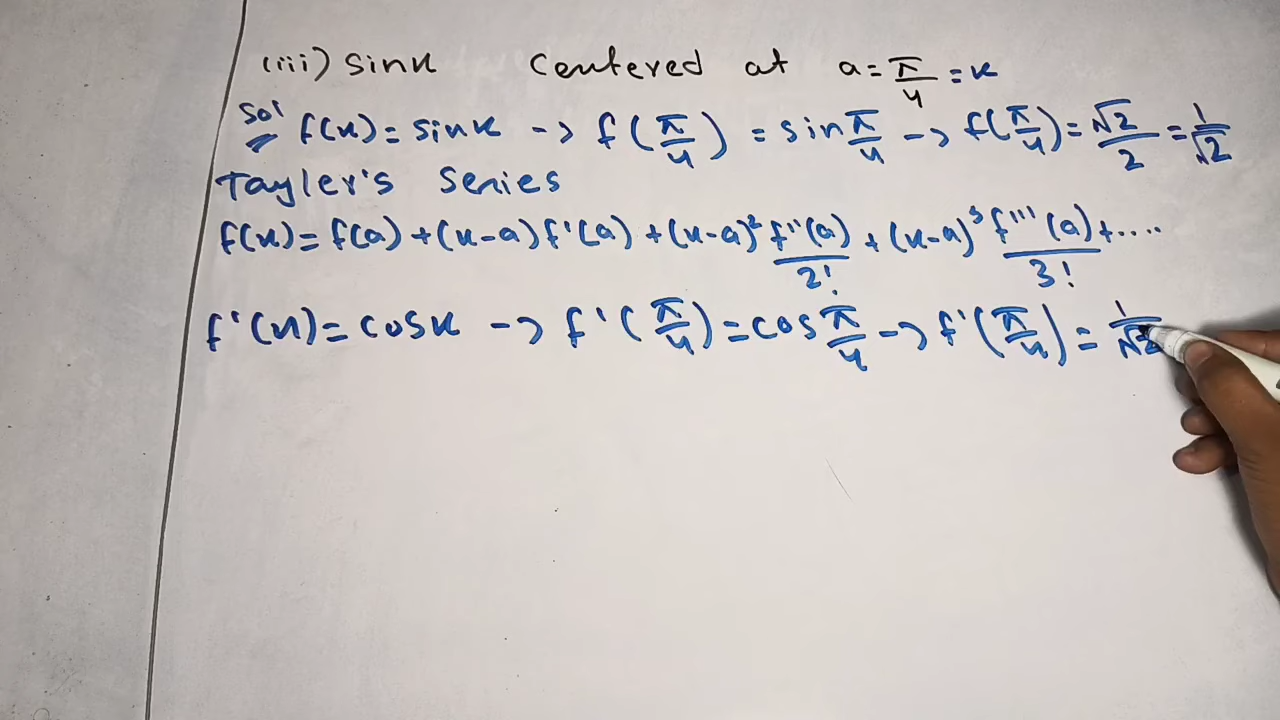 (iii) sinx centered at a = π/4 = x
Sol f(x) = sinx -> f(π/4) = sin π/4 -> f(π/4) = √2/2 = 1/√2
Tayler's Series
f(x) = f(a) + (x-a)f'(a) + (x-a)² f''(a)/2! + (x-a)³ f'''(a)/3! + ....
f'(x) = cosx -> f'(π/4) = cos π/4 -> f'(π/4) = 1/√2